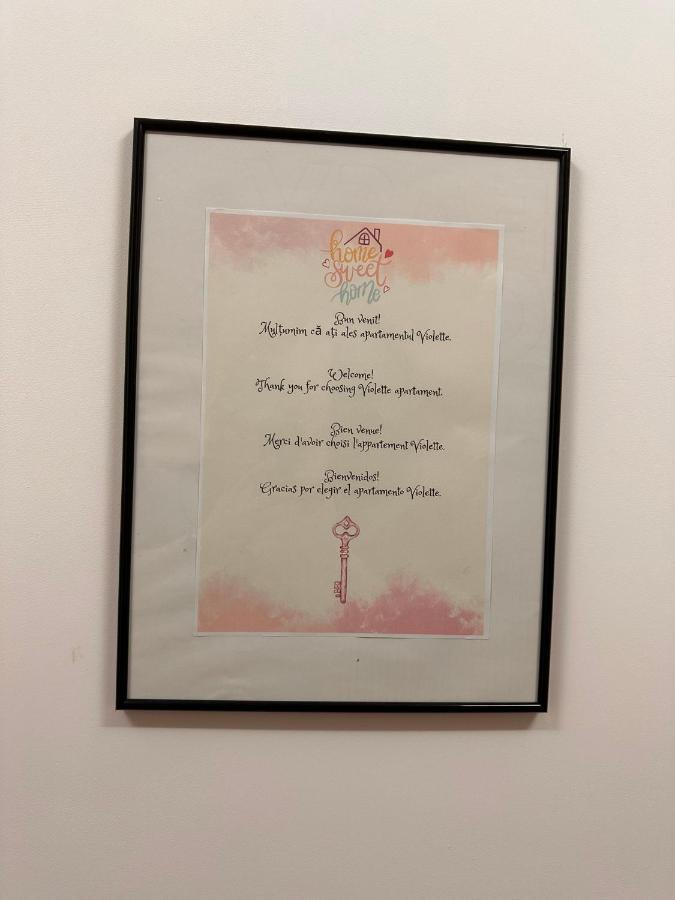 home
sweet
home
Bun venit!
Mulțumim că ați ales apartamentul Violette.
Welcome!
Thank you for choosing Violette apartament.
Bien venue!
Merci d'avoir choisi l'appartement Violette.
Bienvenidos!
Gracias por elegir el apartamento Violette.